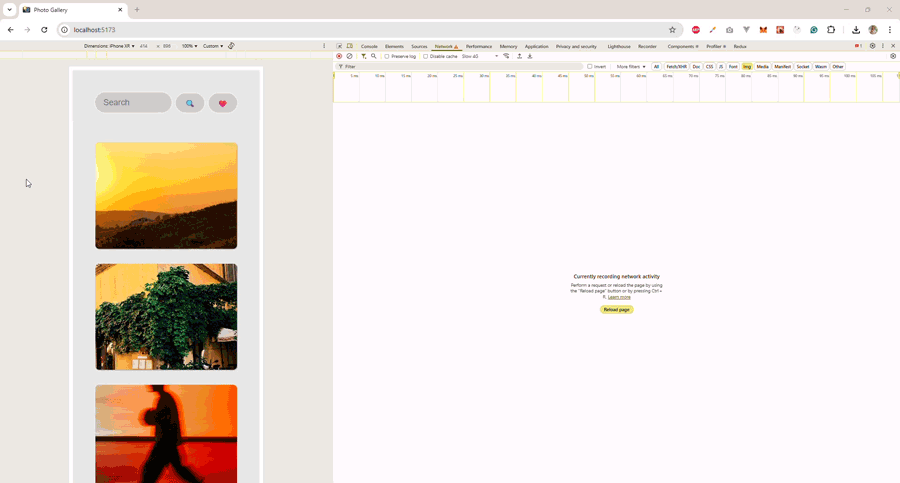 Photo Gallery
localhost:5173
Dimensions: iPhone XR 414 × 896 100% Custom
Console Elements Sources Network Performance Memory Application Privacy and security Lighthouse Recorder Components Profiler Redux
Preserve log Disable cache Slow 4G
Filter Invert More filters All Fetch/XHR Doc CSS JS Font Img Media Manifest Socket Wasm Other
5 ms 10 ms 15 ms 20 ms 25 ms 30 ms 35 ms 40 ms 45 ms 50 ms 55 ms 60 ms 65 ms 70 ms 75 ms 80 ms 85 ms 90 ms 95 ms 100 ms 105 ms
Search
Currently recording network activity
Perform a request or reload the page by using
the "Reload page" button or by pressing Ctrl +
R. Learn more
Reload page